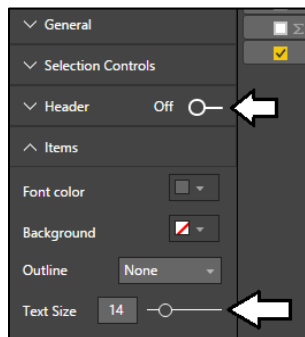 General
Selection Controls
Header Off
Items
Font color
Background
Outline None
Text Size 14